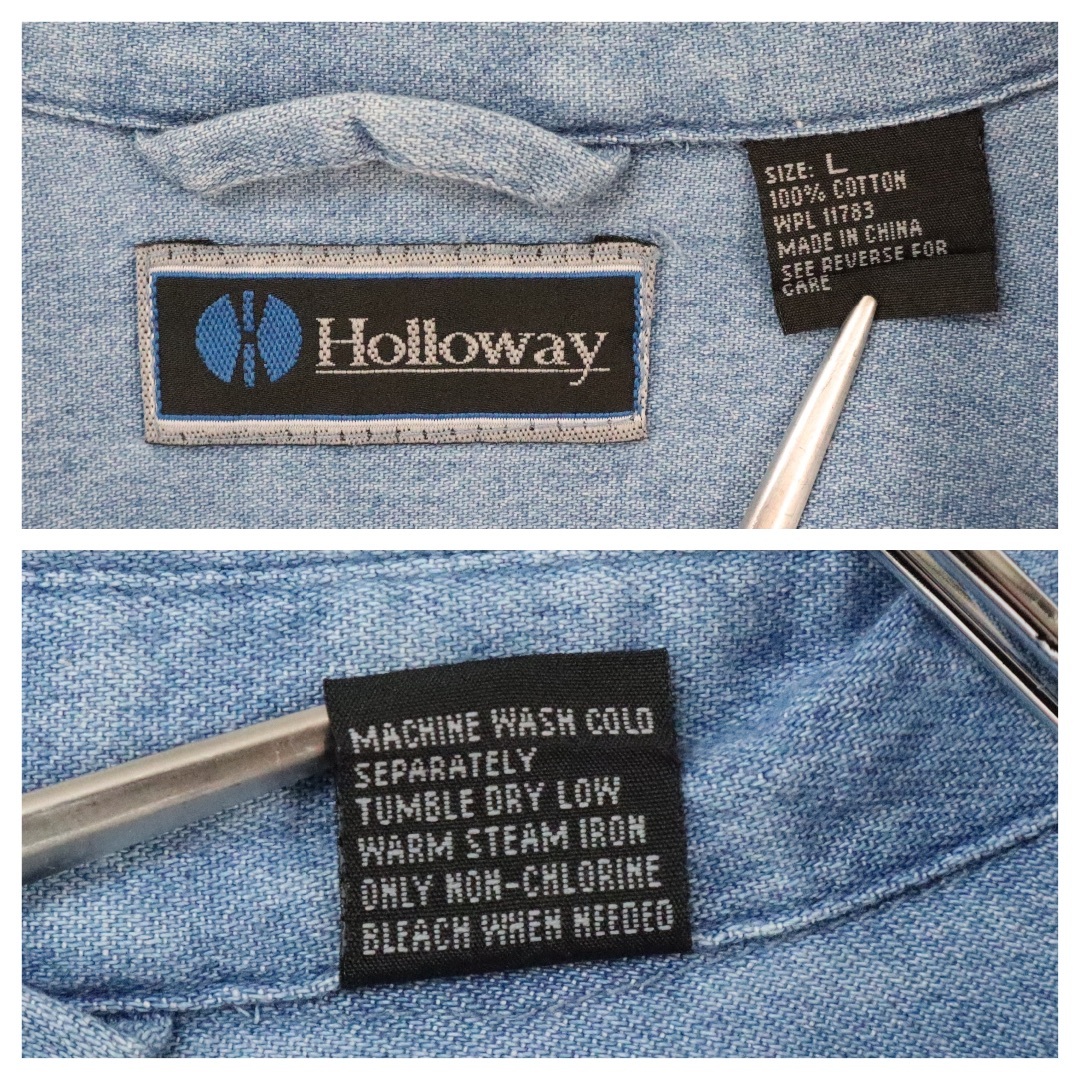 Holloway
SIZE: L
100% COTTON
WPL 11783
MADE IN CHINA
SEE REVERSE FOR
CARE
MACHINE WASH COLD
SEPARATELY
TUMBLE DRY LOW
WARM STEAM IRON
ONLY NON-CHLORINE
BLEACH WHEN NEEDED